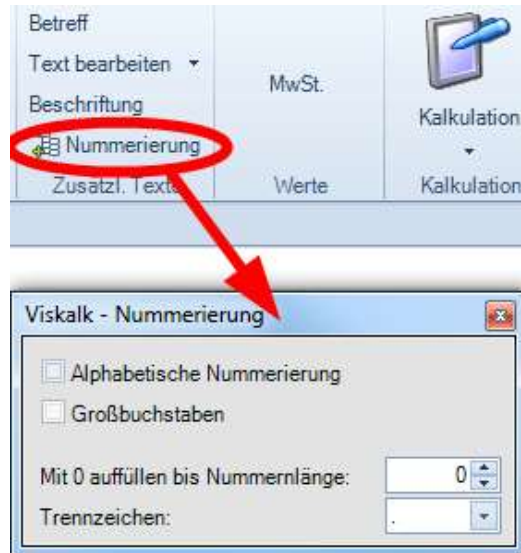 Betreff
Text bearbeiten
Beschriftung
Nummerierung
Zusätzl. Texte
MwSt.
Werte
Kalkulation
Kalkulation
Viskalk - Nummerierung
Alphabetische Nummerierung
Großbuchstaben
Mit 0 auffüllen bis Nummernlänge: 0
Trennzeichen: .